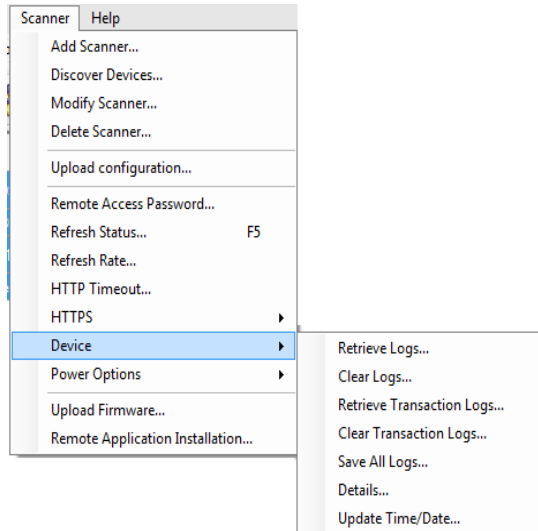 Scanner Help
Add Scanner...
Discover Devices...
Modify Scanner...
Delete Scanner...
Upload configuration...
Remote Access Password...
Refresh Status... F5
Refresh Rate...
HTTP Timeout...
HTTPS
Device
Power Options
Upload Firmware...
Remote Application Installation...
Retrieve Logs...
Clear Logs...
Retrieve Transaction Logs...
Clear Transaction Logs...
Save All Logs...
Details...
Update Time/Date...